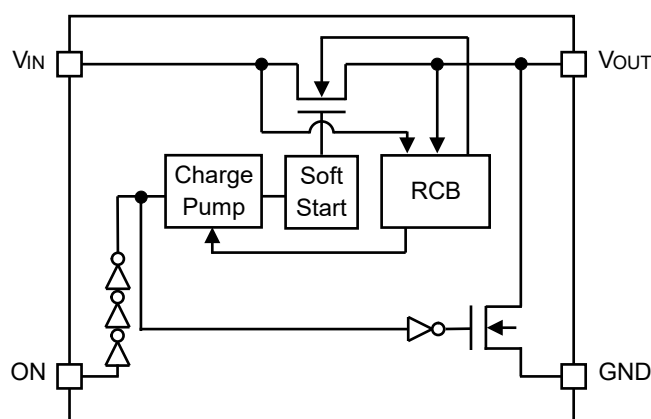 VIN
VOUT
Charge
Pump
Soft
Start
RCB
ON
GND